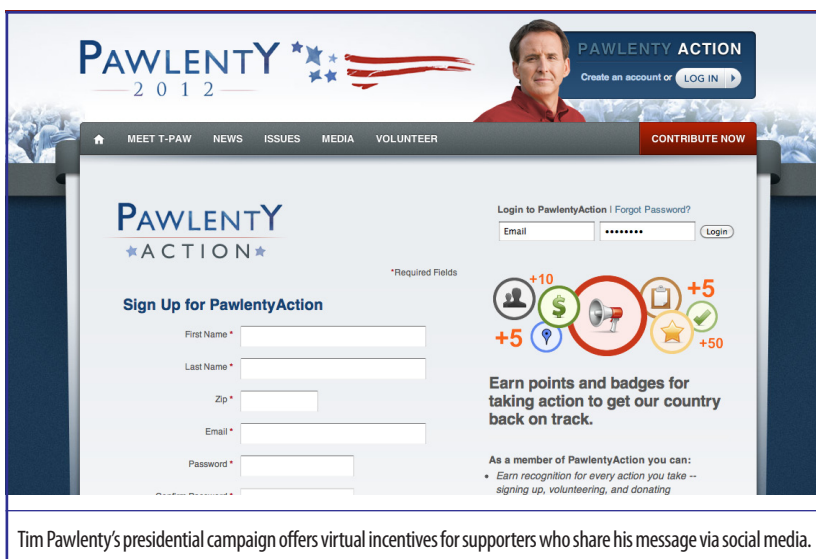 PAWLENTY
2012
PAWLENTY ACTION
Create an account or LOG IN
MEET T-PAW NEWS ISSUES MEDIA VOLUNTEER CONTRIBUTE NOW
PAWLENTY
ACTION
Login to PawlentyAction | Forgot Password?
Email •••••••• Login
*Required Fields
Sign Up for PawlentyAction
First Name *
Last Name *
Zip *
Email *
Password *
Confirm Password *
+10
+5
+5
+50
Earn points and badges for
taking action to get our country
back on track.
As a member of PawlentyAction you can:
• Earn recognition for every action you take --
signing up, volunteering, and donating
Tim Pawlenty’s presidential campaign offers virtual incentives for supporters who share his message via social media.